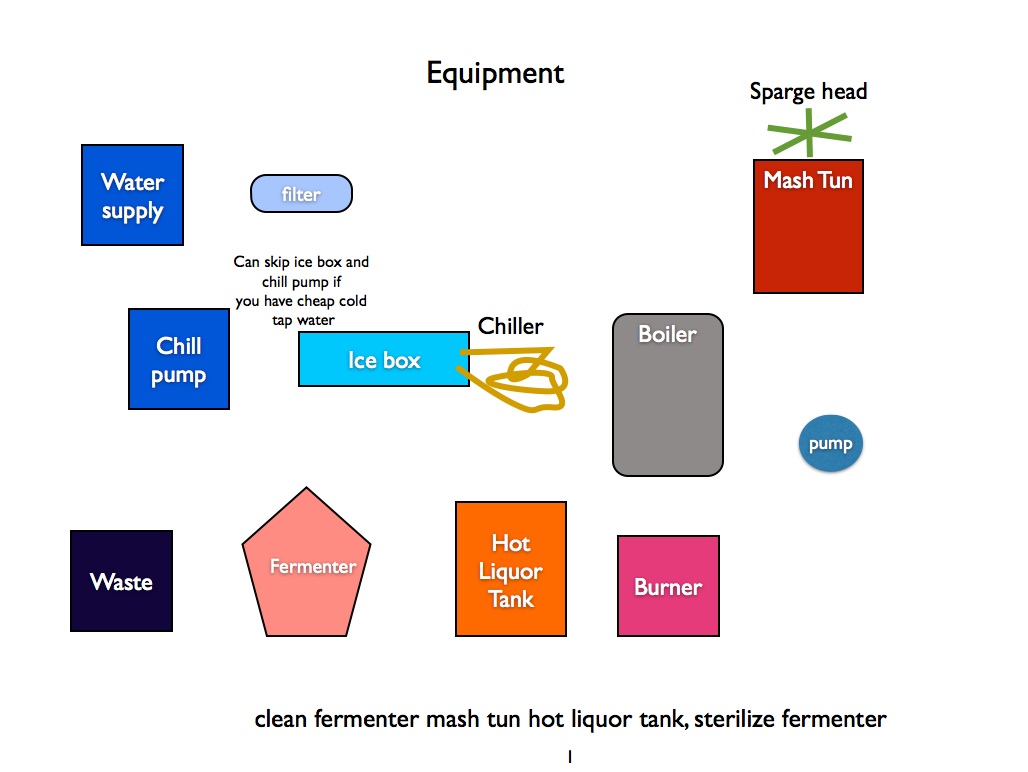 Equipment
Sparge head
Water
supply
filter
Mash Tun
Can skip ice box and
chill pump if
you have cheap cold
tap water
Chill
pump
Ice box
Chiller
Boiler
pump
Waste
Fermenter
Hot
Liquor
Tank
Burner
clean fermenter mash tun hot liquor tank, sterilize fermenter
1